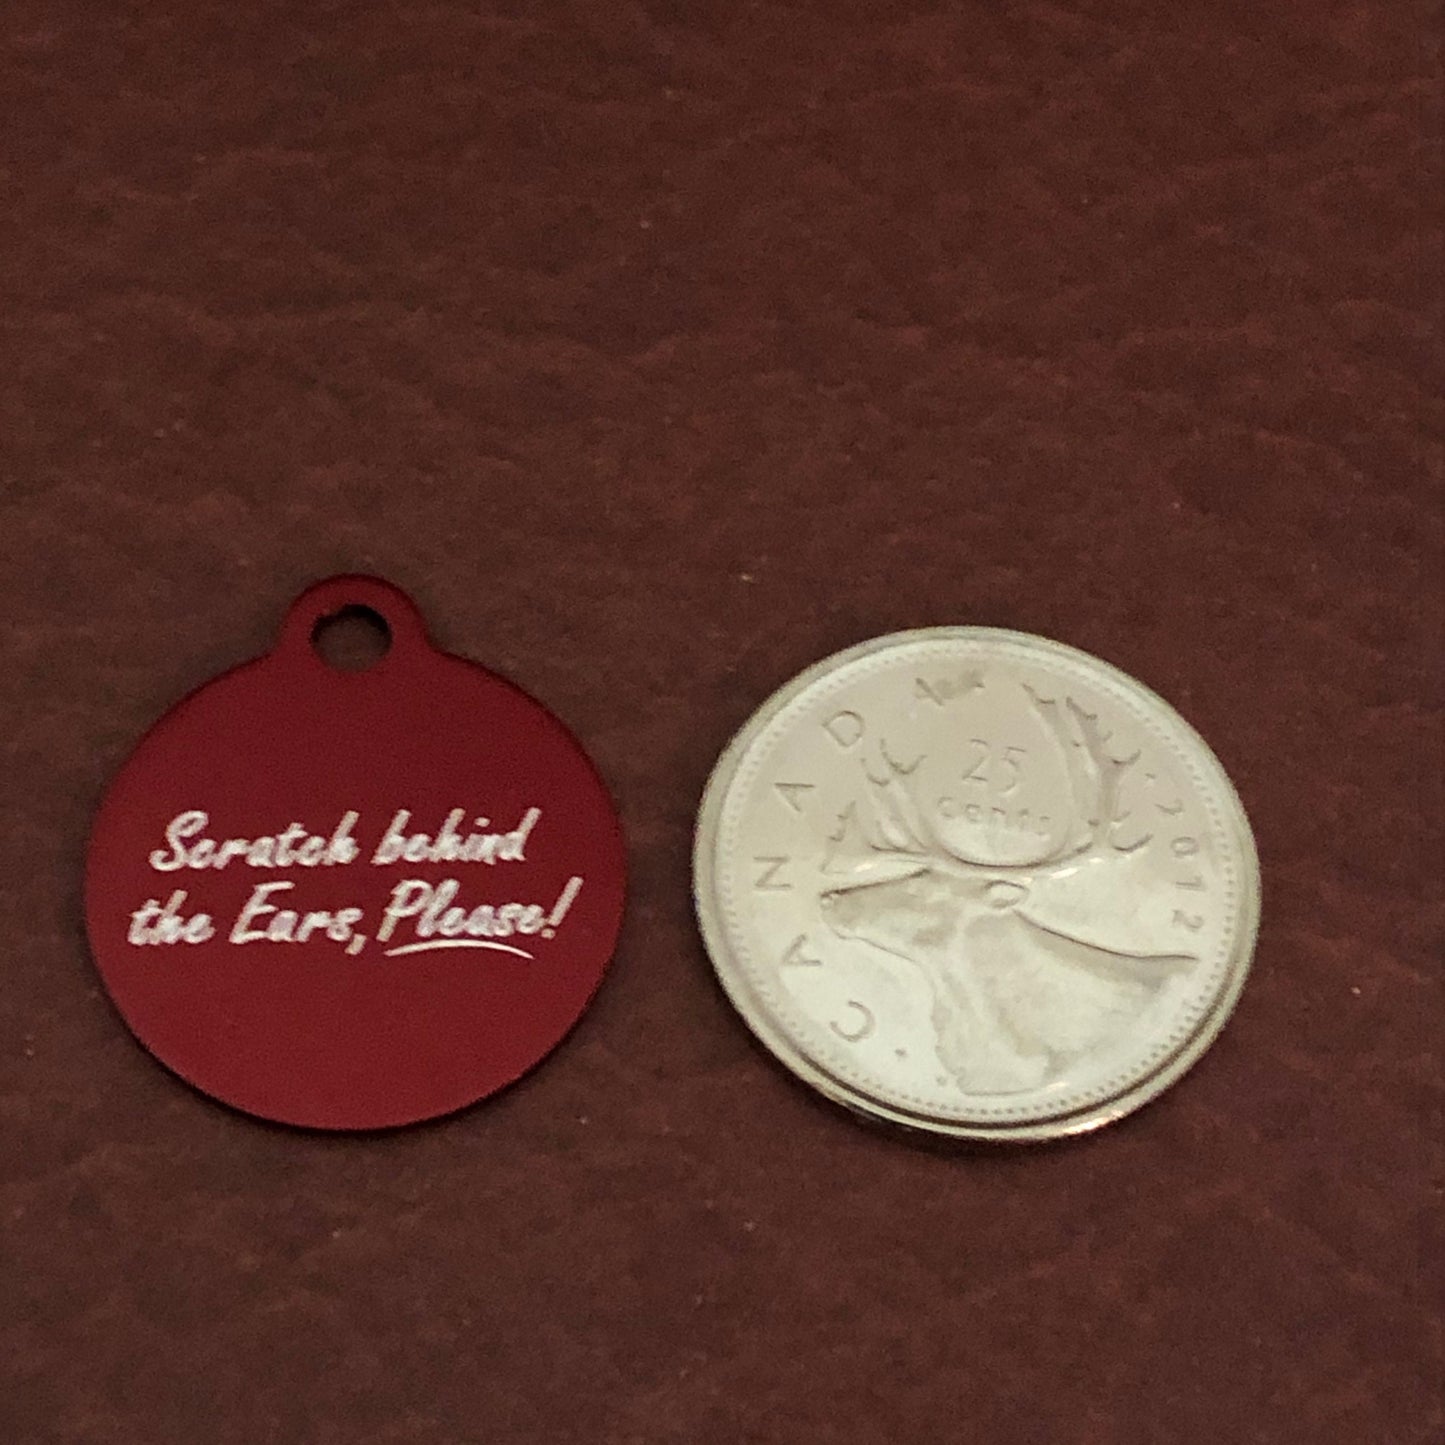 Scratch behind
the Ears, Please!
CANADA
25
cents
2012